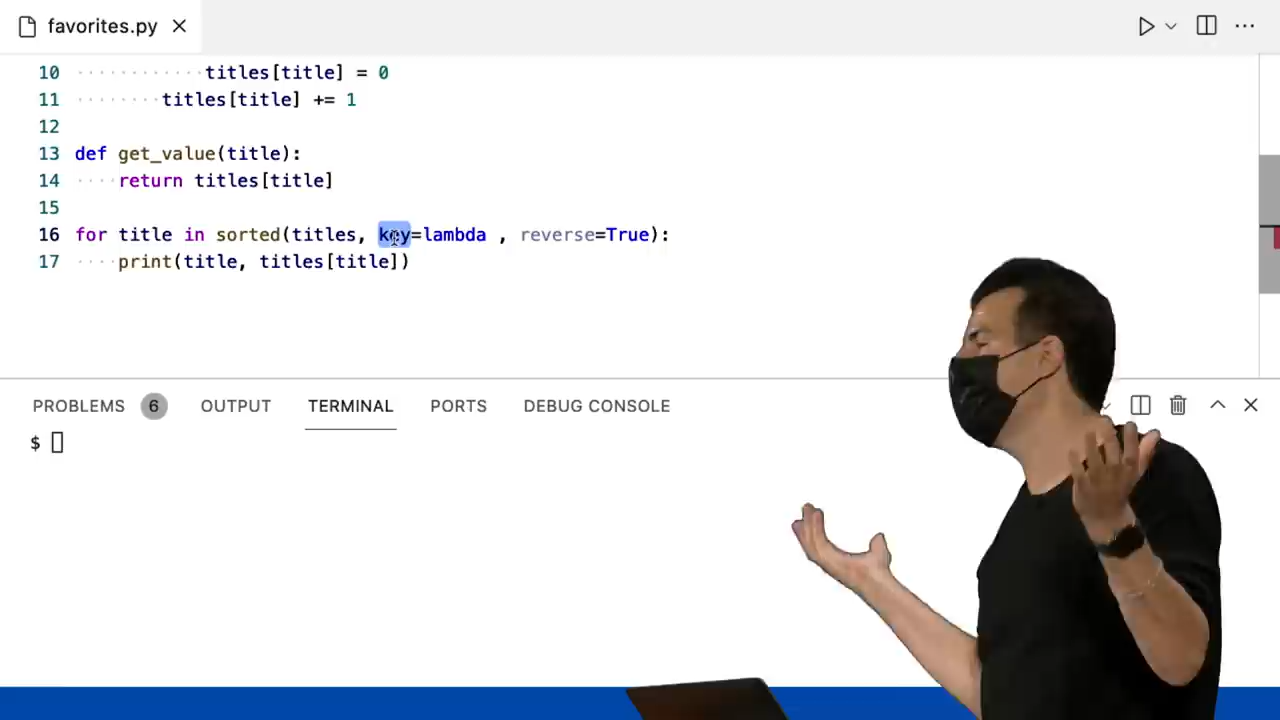 favorites.py
10 titles[title] = 0
11 titles[title] += 1
12
13 def get_value(title):
14 return titles[title]
15
16 for title in sorted(titles, key=lambda , reverse=True):
17 print(title, titles[title])
PROBLEMS 6 OUTPUT TERMINAL PORTS DEBUG CONSOLE
$